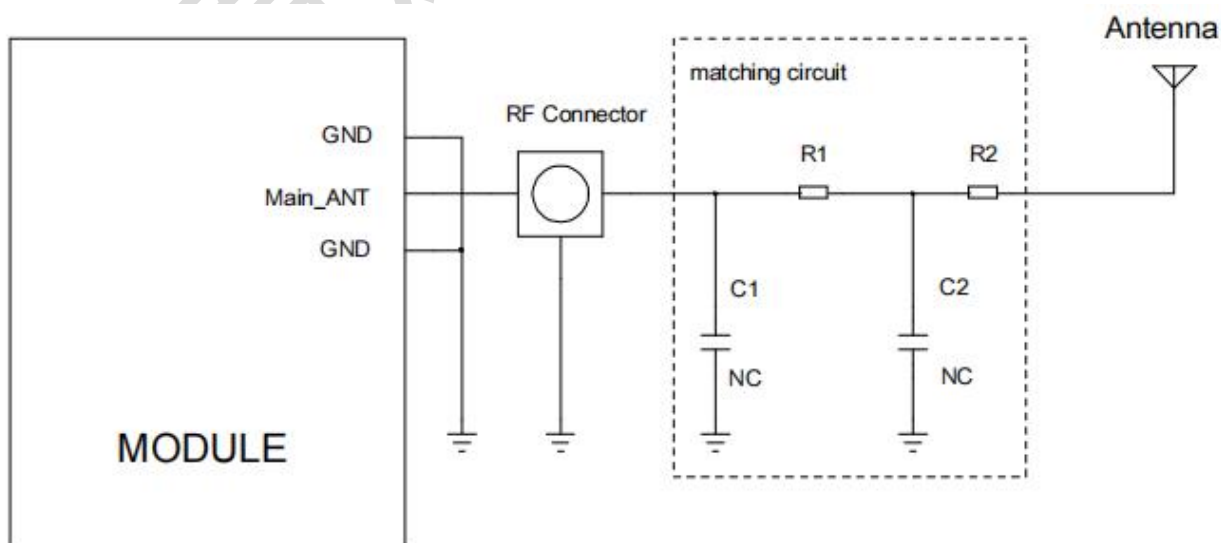 Antenna
matching circuit
RF Connector
GND
R1
R2
Main_ANT
GND
C1
C2
NC
NC
MODULE